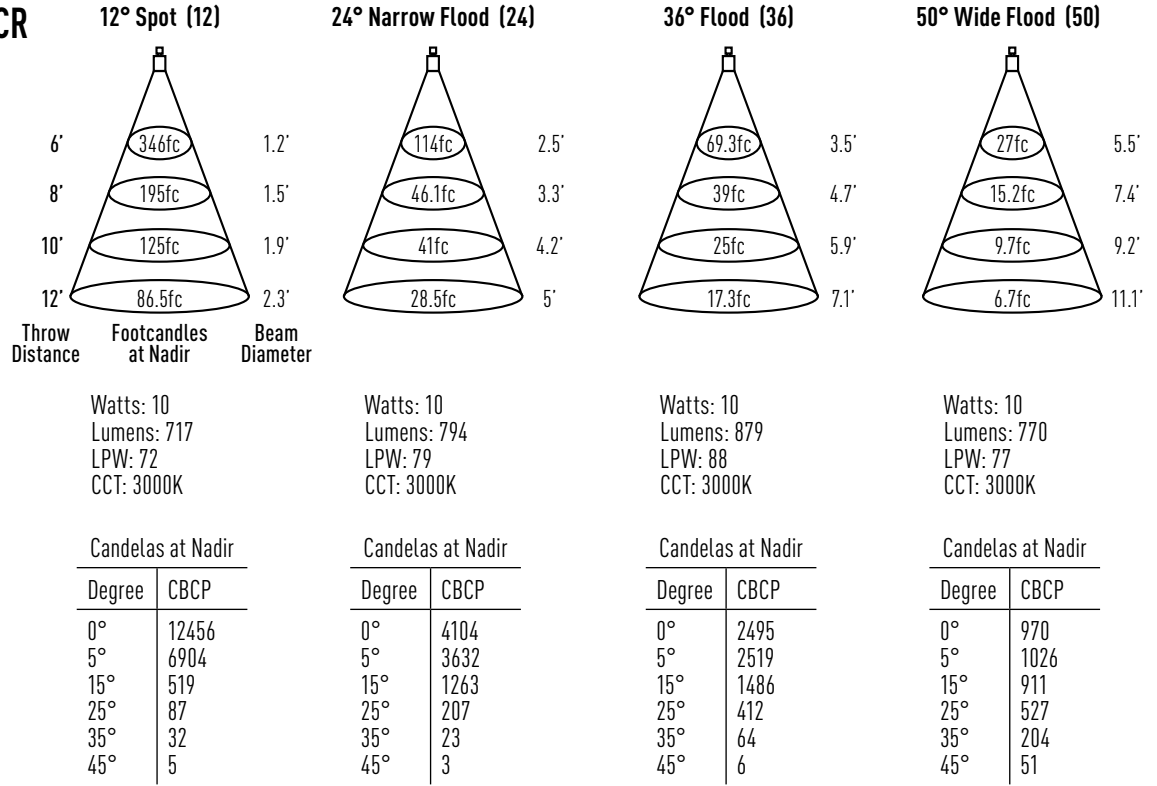 CR
12° Spot (12)
6' 346fc 1.2'
8' 195fc 1.5'
10' 125fc 1.9'
12' 86.5fc 2.3'
Throw Distance
Footcandles at Nadir
Beam Diameter
Watts: 10
Lumens: 717
LPW: 72
CCT: 3000K
Candelas at Nadir
Degree CBCP
0° 12456
5° 6904
15° 519
25° 87
35° 32
45° 5
24° Narrow Flood (24)
114fc 2.5'
46.1fc 3.3'
41fc 4.2'
28.5fc 5'
Watts: 10
Lumens: 794
LPW: 79
CCT: 3000K
Candelas at Nadir
Degree CBCP
0° 4104
5° 3632
15° 1263
25° 207
35° 23
45° 3
36° Flood (36)
69.3fc 3.5'
39fc 4.7'
25fc 5.9'
17.3fc 7.1'
Watts: 10
Lumens: 879
LPW: 88
CCT: 3000K
Candelas at Nadir
Degree CBCP
0° 2495
5° 2519
15° 1486
25° 412
35° 64
45° 6
50° Wide Flood (50)
27fc 5.5'
15.2fc 7.4'
9.7fc 9.2'
6.7fc 11.1'
Watts: 10
Lumens: 770
LPW: 77
CCT: 3000K
Candelas at Nadir
Degree CBCP
0° 970
5° 1026
15° 911
25° 527
35° 204
45° 51